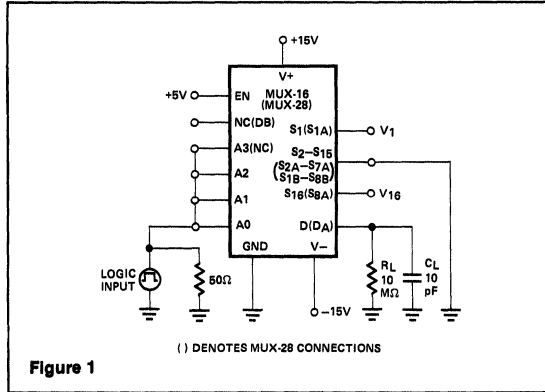 +15V
V+
+5V
EN
MUX-16
(MUX-28)
NC(DB)
S1(S1A)
V1
A3(NC)
S2–S15
(S2A–S7A
S1B–S8B)
A2
S16(S8A)
V16
A1
A0
D(DA)
GND
V–
LOGIC
INPUT
50Ω
RL
10
MΩ
CL
10
pF
–15V
( ) DENOTES MUX-28 CONNECTIONS
Figure 1